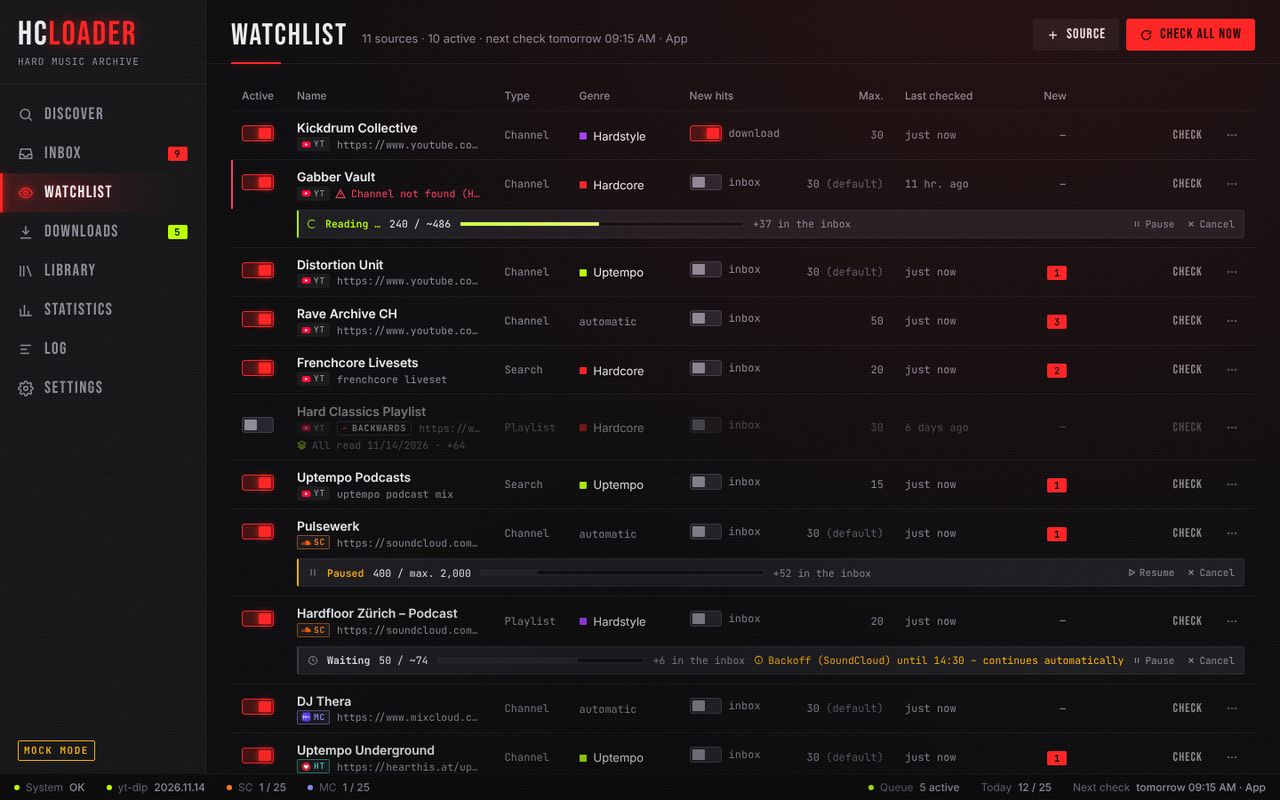 HCLOADER
HARD MUSIC ARCHIVE
DISCOVER
INBOX 9
WATCHLIST
DOWNLOADS 5
LIBRARY
STATISTICS
LOG
SETTINGS
MOCK MODE
WATCHLIST 11 sources · 10 active · next check tomorrow 09:15 AM · App
+ SOURCE
CHECK ALL NOW
Active Name Type Genre New hits Max. Last checked New
Kickdrum Collective
YT https://www.youtube.co… Channel Hardstyle download 30 just now – CHECK ···
Gabber Vault
YT Channel not found (H… Channel Hardcore inbox 30 (default) 11 hr. ago – CHECK ···
Reading … 240 / ~486 +37 in the inbox Pause × Cancel
Distortion Unit
YT https://www.youtube.co… Channel Uptempo inbox 30 (default) just now 1 CHECK ···
Rave Archive CH
YT https://www.youtube.co… Channel automatic inbox 50 just now 3 CHECK ···
Frenchcore Livesets
YT frenchcore liveset Search Hardcore inbox 20 just now 2 CHECK ···
Hard Classics Playlist
YT BACKWARDS https://w… Playlist Hardcore inbox 30 6 days ago CHECK ···
All read 11/14/2026 · +64
Uptempo Podcasts
YT uptempo podcast mix Search Uptempo inbox 15 just now 1 CHECK ···
Pulsewerk
SC https://soundcloud.com… Channel automatic inbox 30 (default) just now 1 CHECK ···
Paused 400 / max. 2,000 +52 in the inbox Resume × Cancel
Hardfloor Zürich – Podcast
SC https://soundcloud.com… Playlist Hardstyle inbox 20 just now – CHECK ···
Waiting 50 / ~74 +6 in the inbox Backoff (SoundCloud) until 14:30 – continues automatically Pause × Cancel
DJ Thera
MC https://www.mixcloud.c… Channel automatic inbox 30 (default) just now – CHECK ···
Uptempo Underground
HT https://hearthis.at/up… Channel Uptempo inbox 30 (default) just now 1 CHECK ···
System OK yt-dlp 2026.11.14 SC 1 / 25 MC 1 / 25 Queue 5 active Today 12 / 25 Next check tomorrow 09:15 AM · App